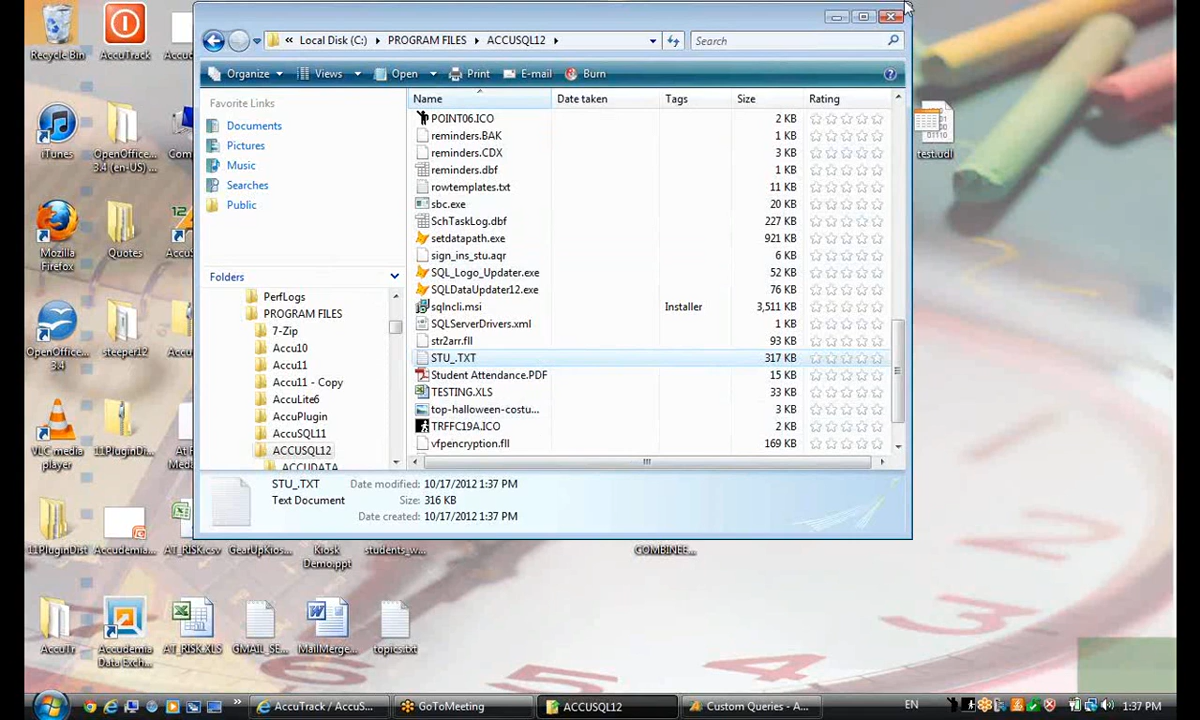 Recycle Bin
AccuTrack
Accud
« Local Disk (C:) PROGRAM FILES ACCUSQL12
Search
Organize Views Open Print E-mail Burn
Favorite Links
Documents
Pictures
Music
Searches
Public
Folders
PerfLogs
PROGRAM FILES
7-Zip
Accu10
Accu11
Accu11 - Copy
AccuLite6
AccuPlugin
AccuSQL11
ACCUSQL12
ACCUDATA
Name Date taken Tags Size Rating
POINT06.ICO 2 KB
reminders.BAK 1 KB
reminders.CDX 3 KB
reminders.dbf 1 KB
rowtemplates.txt 11 KB
sbc.exe 20 KB
SchTaskLog.dbf 227 KB
setdatapath.exe 921 KB
sign_ins_stu.aqr 6 KB
SQL_Logo_Updater.exe 52 KB
SQLDataUpdater12.exe 76 KB
sqlncli.msi Installer 3,511 KB
SQLServerDrivers.xml 1 KB
str2arr.fll 93 KB
STU_.TXT 317 KB
Student Attendance.PDF 15 KB
TESTING.XLS 33 KB
top-halloween-costu... 3 KB
TRFFC19A.ICO 2 KB
vfpencryption.fll 169 KB
STU_.TXT Date modified: 10/17/2012 1:37 PM
Text Document Size: 316 KB
Date created: 10/17/2012 1:37 PM
iTunes
OpenOffice...
3.4 (en-US) ...
Com
test.udl
Mozilla
Firefox
Quotes
AccuS
OpenOffice...
3.4
steeper12
Accu
VLC media
player
11PluginDi...
At F
Med
11PluginDist
Accudemia...
AT_RISK.csv
GearUpKios...
Kiosk
Demo.ppt
students_w...
COMBINEE...
AccuTr
Accudemia
Data Exch...
AT_RISK.XLS
GMAIL_SE...
MailMerge...
topics.txt
AccuTrack / AccuS... GoToMeeting ACCUSQL12 Custom Queries - A... EN 1:37 PM